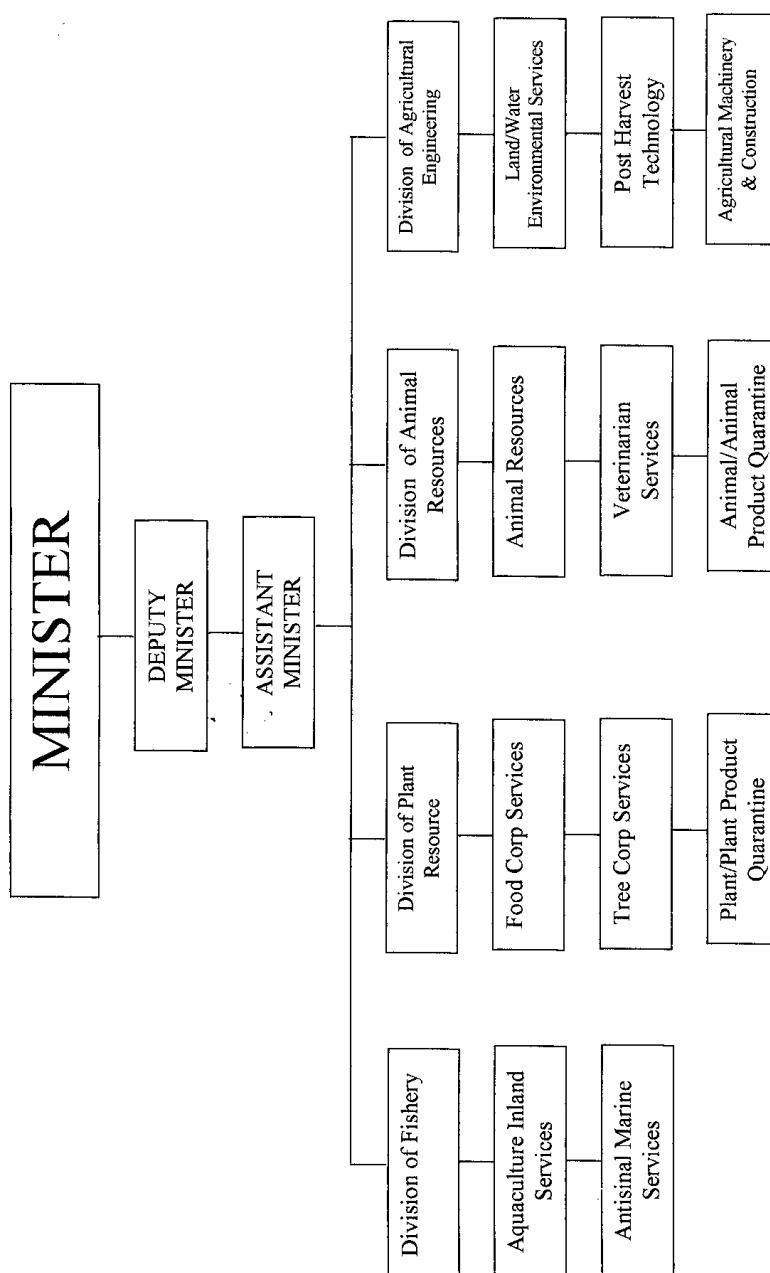 MINISTER
DEPUTY
MINISTER
ASSISTANT
MINISTER
Division of Fishery
Aquaculture Inland
Services
Antisinal Marine
Services
Division of Plant
Resource
Food Corp Services
Tree Corp Services
Plant/Plant Product
Quarantine
Division of Animal
Resources
Animal Resources
Veterinarian
Services
Animal/Animal
Product Quarantine
Division of Agricultural
Engineering
Land/Water
Environmental Services
Post Harvest
Technology
Agricultural Machinery
& Construction